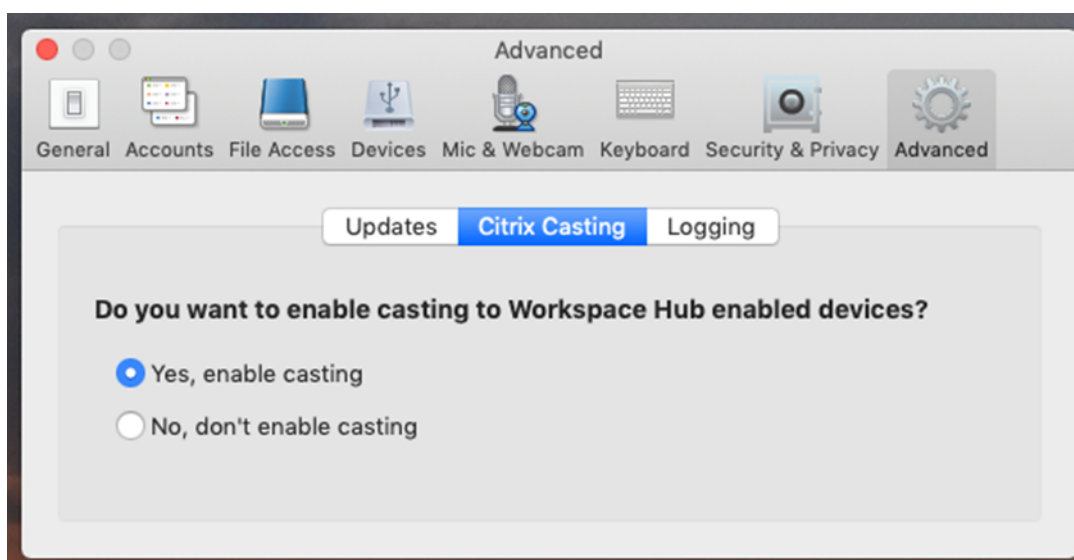 Advanced
General Accounts File Access Devices Mic & Webcam Keyboard Security & Privacy Advanced
Updates Citrix Casting Logging
Do you want to enable casting to Workspace Hub enabled devices?
Yes, enable casting
No, don't enable casting